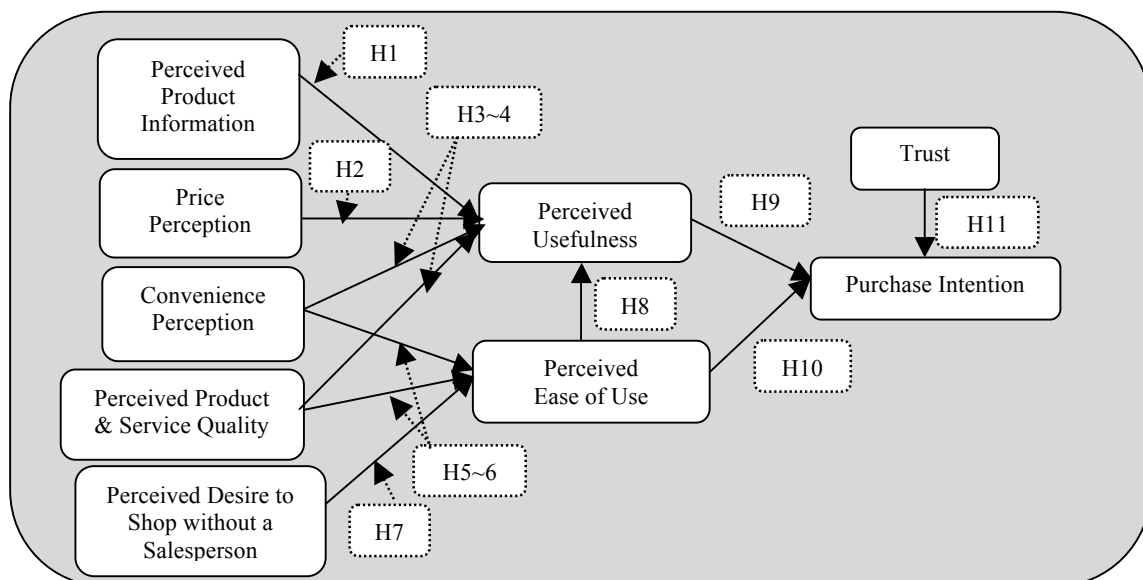 Perceived
Product
Information
H1
H3~4
H2
Price
Perception
Trust
Perceived
Usefulness
H9
H11
Convenience
Perception
Purchase Intention
H8
Perceived
Ease of Use
H10
Perceived Product
& Service Quality
H5~6
Perceived Desire to
Shop without a
Salesperson
H7